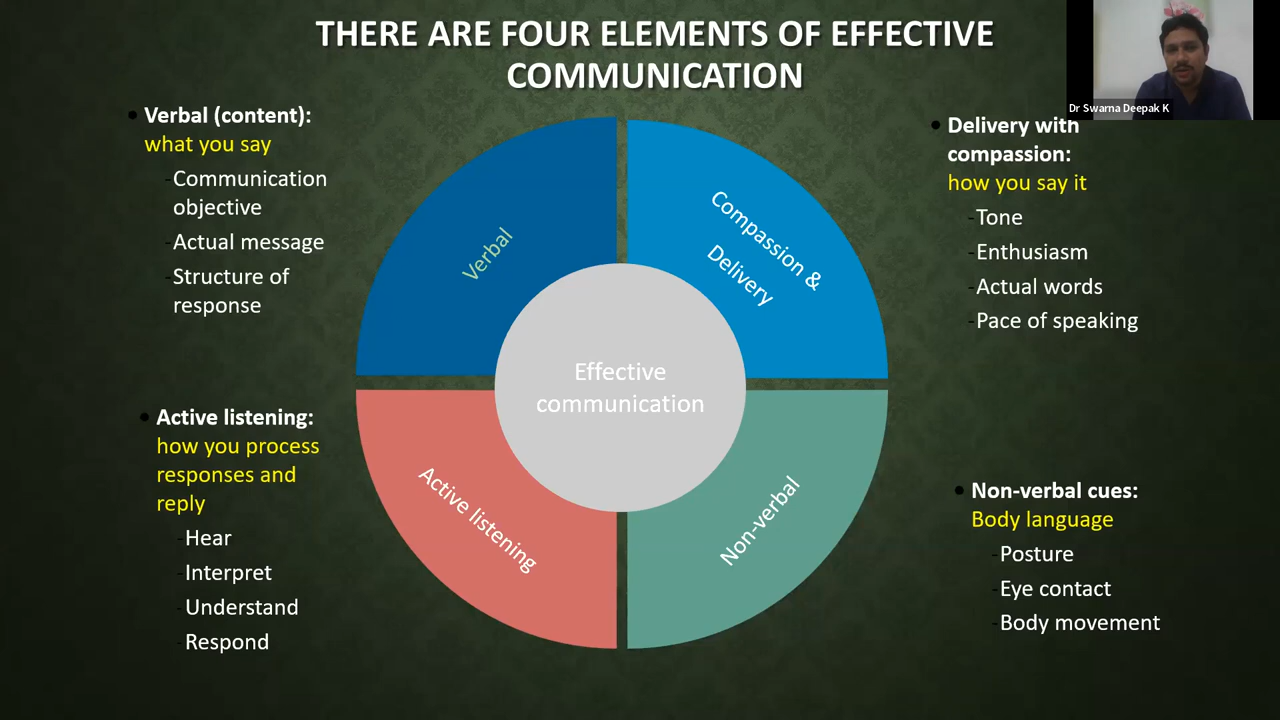 THERE ARE FOUR ELEMENTS OF EFFECTIVE
COMMUNICATION
Dr Swarna Deepak K
Verbal (content):
what you say
-Communication
objective
-Actual message
-Structure of
response
Delivery with
compassion:
how you say it
-Tone
-Enthusiasm
-Actual words
-Pace of speaking
Verbal
Compassion &
Delivery
Effective
communication
Active listening
Non-verbal
Active listening:
how you process
responses and
reply
-Hear
-Interpret
-Understand
-Respond
Non-verbal cues:
Body language
-Posture
-Eye contact
-Body movement